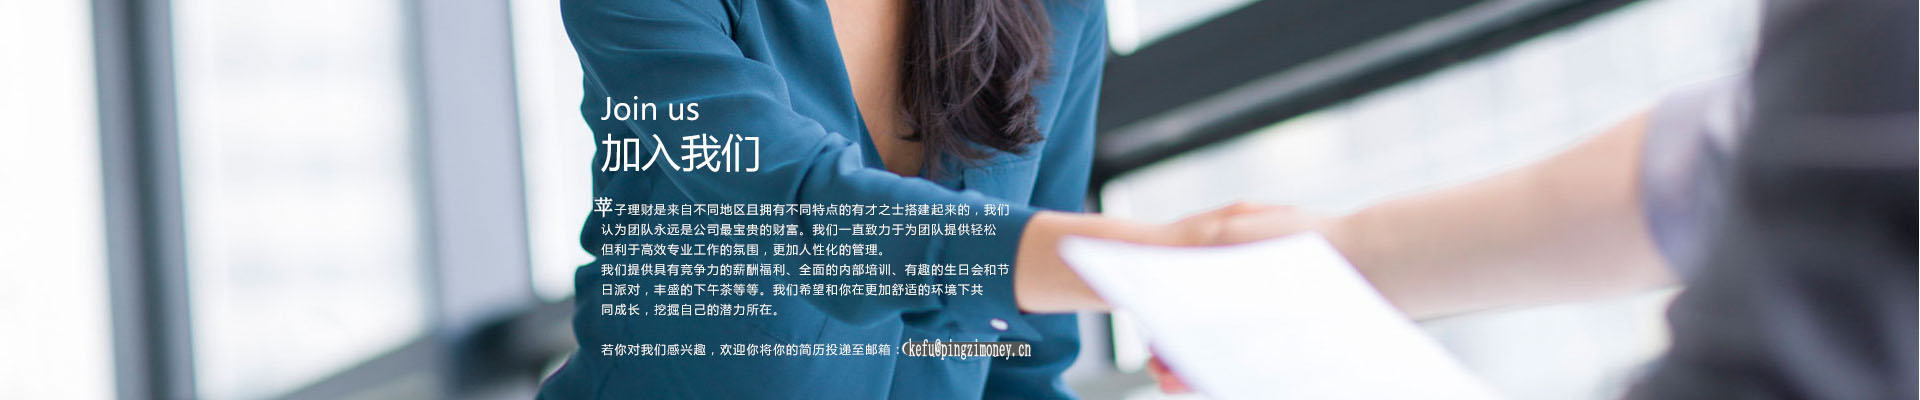 Join us
加入我们
苹子理财是来自不同地区且拥有不同特点的有才之士搭建起来的，我们
认为团队永远是公司最宝贵的财富。我们一直致力于为团队提供轻松
但利于高效专业工作的氛围，更加人性化的管理。
我们提供具有竞争力的薪酬福利、全面的内部培训、有趣的生日会和节
日派对，丰盛的下午茶等等。我们希望和你在更加舒适的环境下共
同成长，挖掘自己的潜力所在。
若你对我们感兴趣，欢迎你将你的简历投递至邮箱：kefu@pingzimoney.cn